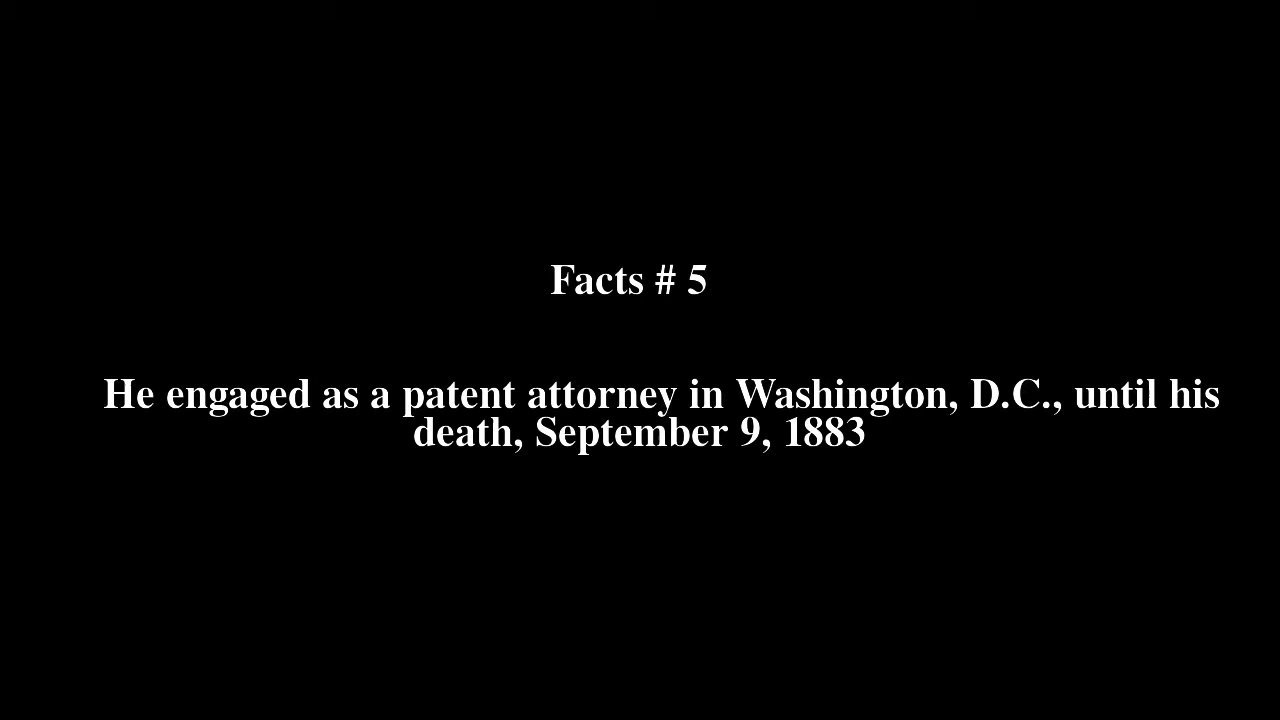 Facts # 5
He engaged as a patent attorney in Washington, D.C., until his
death, September 9, 1883